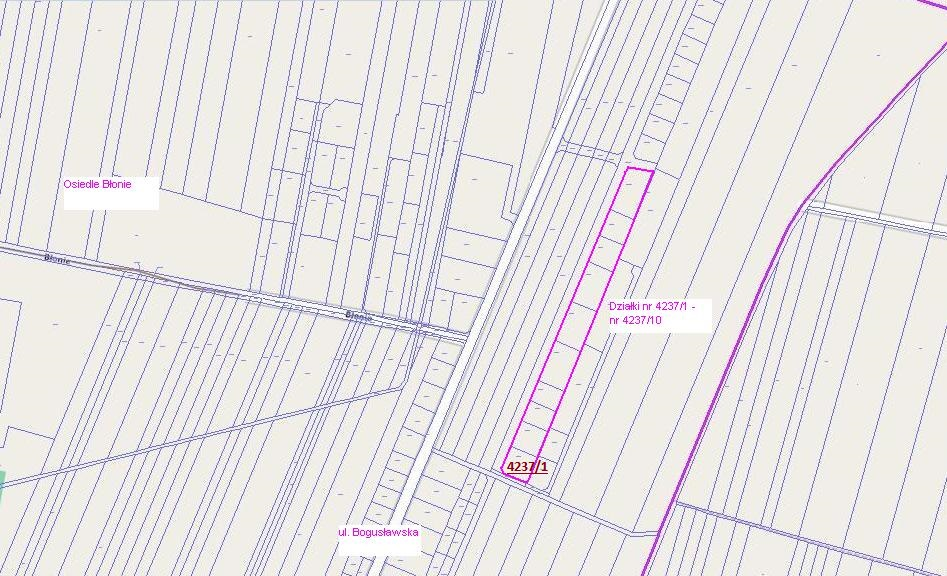 Osiedle Błonie
Błonie
Działki nr 4237/1 -
nr 4237/10
Błonie
4237/1
ul. Bogusławska